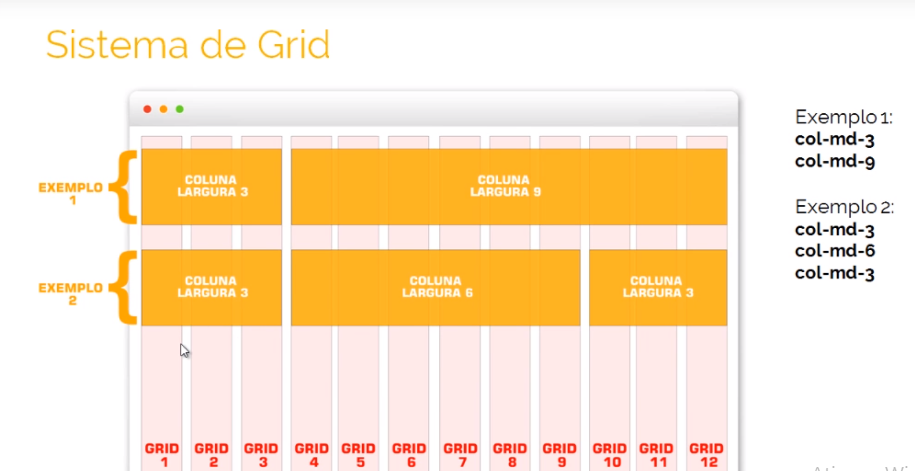 Sistema de Grid
EXEMPLO
1
COLUNA
LARGURA 3
COLUNA
LARGURA 9
EXEMPLO
2
COLUNA
LARGURA 3
COLUNA
LARGURA 6
COLUNA
LARGURA 3
GRID
1
GRID
2
GRID
3
GRID
4
GRID
5
GRID
6
GRID
7
GRID
8
GRID
9
GRID
10
GRID
11
GRID
12
Exemplo 1:
col-md-3
col-md-9
Exemplo 2:
col-md-3
col-md-6
col-md-3